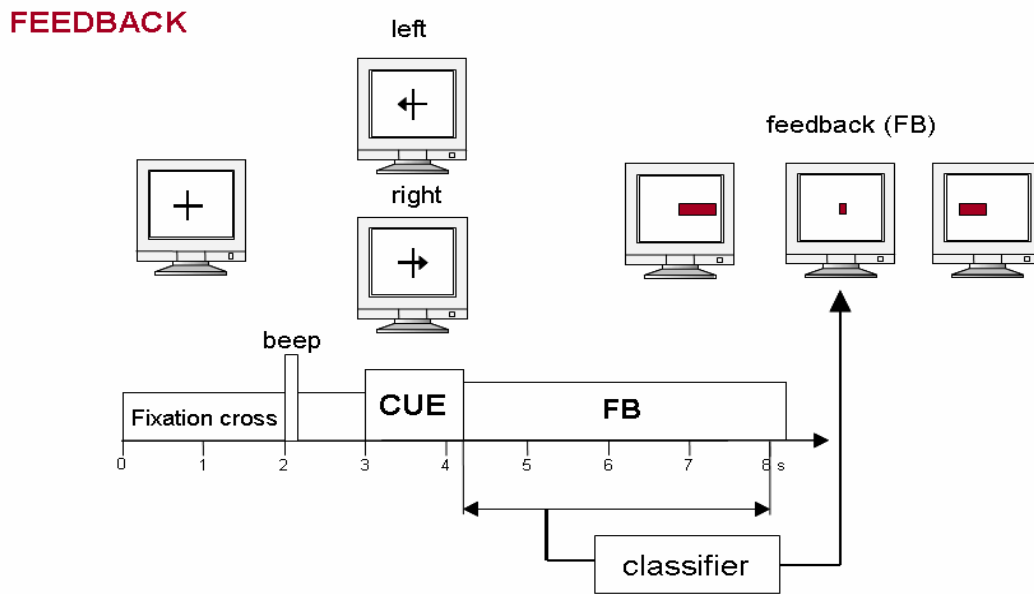 FEEDBACK
left
feedback (FB)
right
beep
Fixation cross
CUE
FB
0 1 2 3 4 5 6 7 8 s
classifier